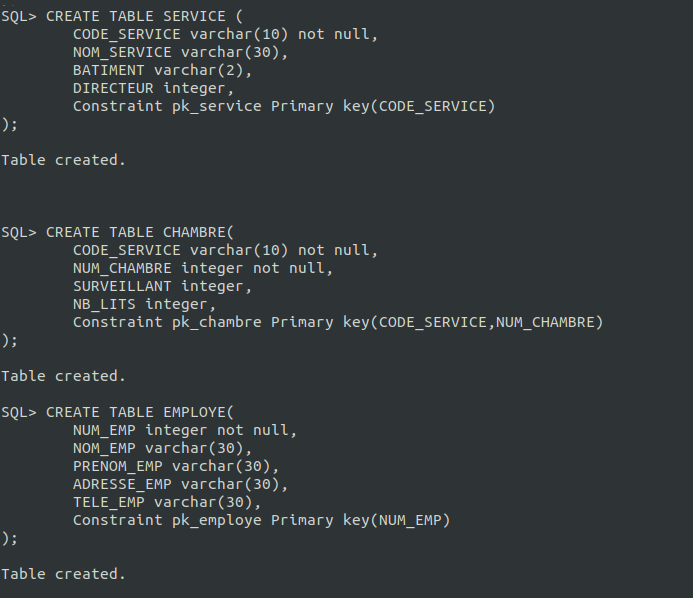 SQL> CREATE TABLE SERVICE (
CODE_SERVICE varchar(10) not null,
NOM_SERVICE varchar(30),
BATIMENT varchar(2),
DIRECTEUR integer,
Constraint pk_service Primary key(CODE_SERVICE)
);
Table created.
SQL> CREATE TABLE CHAMBRE(
CODE_SERVICE varchar(10) not null,
NUM_CHAMBRE integer not null,
SURVEILLANT integer,
NB_LITS integer,
Constraint pk_chambre Primary key(CODE_SERVICE,NUM_CHAMBRE)
);
Table created.
SQL> CREATE TABLE EMPLOYE(
NUM_EMP integer not null,
NOM_EMP varchar(30),
PRENOM_EMP varchar(30),
ADRESSE_EMP varchar(30),
TELE_EMP varchar(30),
Constraint pk_employe Primary key(NUM_EMP)
);
Table created.